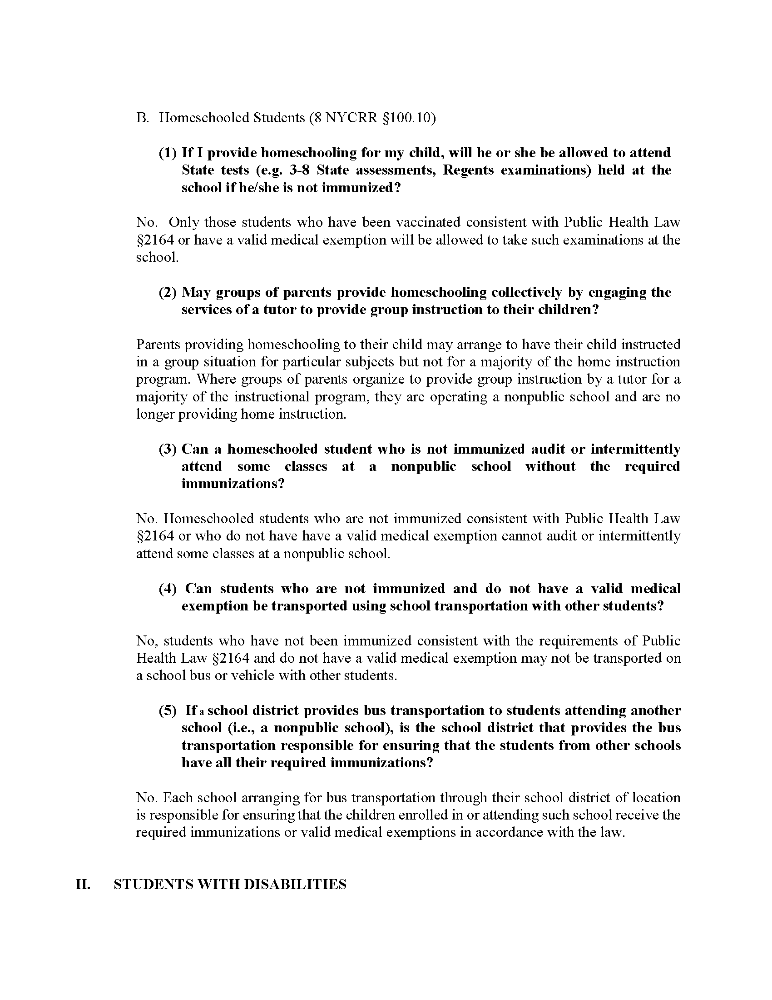 B. Homeschooled Students (8 NYCRR §100.10)
(1) If I provide homeschooling for my child, will he or she be allowed to attend
State tests (e.g. 3-8 State assessments, Regents examinations) held at the
school if he/she is not immunized?
No. Only those students who have been vaccinated consistent with Public Health Law
§2164 or have a valid medical exemption will be allowed to take such examinations at the
school.
(2) May groups of parents provide homeschooling collectively by engaging the
services of a tutor to provide group instruction to their children?
Parents providing homeschooling to their child may arrange to have their child instructed
in a group situation for particular subjects but not for a majority of the home instruction
program. Where groups of parents organize to provide group instruction by a tutor for a
majority of the instructional program, they are operating a nonpublic school and are no
longer providing home instruction.
(3) Can a homeschooled student who is not immunized audit or intermittently
attend some classes at a nonpublic school without the required
immunizations?
No. Homeschooled students who are not immunized consistent with Public Health Law
§2164 or who do not have have a valid medical exemption cannot audit or intermittently
attend some classes at a nonpublic school.
(4) Can students who are not immunized and do not have a valid medical
exemption be transported using school transportation with other students?
No, students who have not been immunized consistent with the requirements of Public
Health Law §2164 and do not have a valid medical exemption may not be transported on
a school bus or vehicle with other students.
(5) If a school district provides bus transportation to students attending another
school (i.e., a nonpublic school), is the school district that provides the bus
transportation responsible for ensuring that the students from other schools
have all their required immunizations?
No. Each school arranging for bus transportation through their school district of location
is responsible for ensuring that the children enrolled in or attending such school receive the
required immunizations or valid medical exemptions in accordance with the law.
II. STUDENTS WITH DISABILITIES